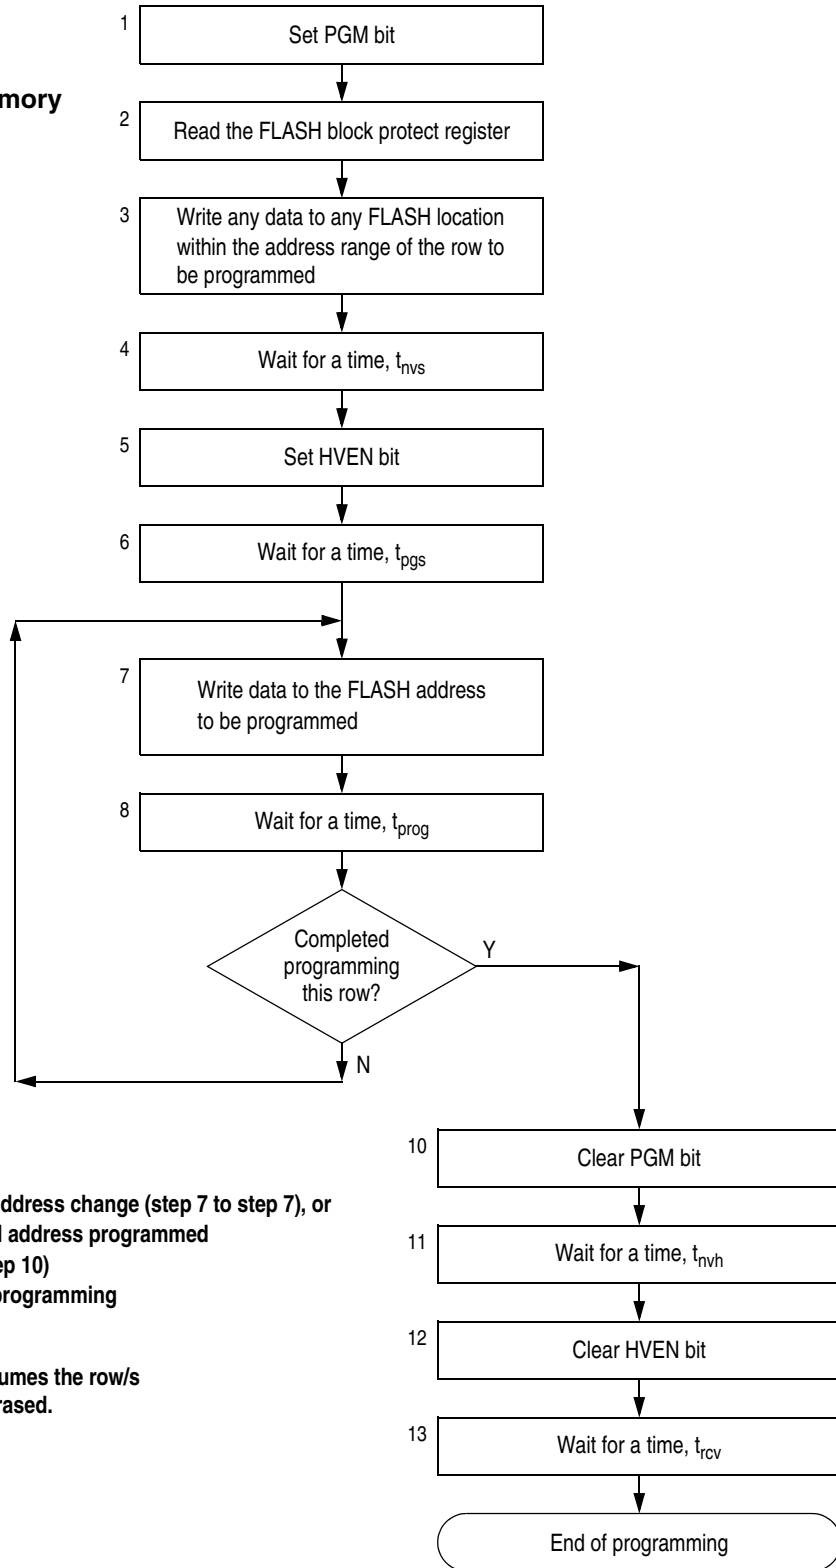 1
Set PGM bit
mory
2
Read the FLASH block protect register
3
Write any data to any FLASH location
within the address range of the row to
be programmed
4
Wait for a time, tnvs
5
Set HVEN bit
6
Wait for a time, tpgs
7
Write data to the FLASH address
to be programmed
8
Wait for a time, tprog
Completed
programming
this row?
Y
N
10
Clear PGM bit
ddress change (step 7 to step 7), or
address programmed
11
Wait for a time, tnvh
ep 10)
programming
12
Clear HVEN bit
umes the row/s
rased.
13
Wait for a time, trcv
End of programming